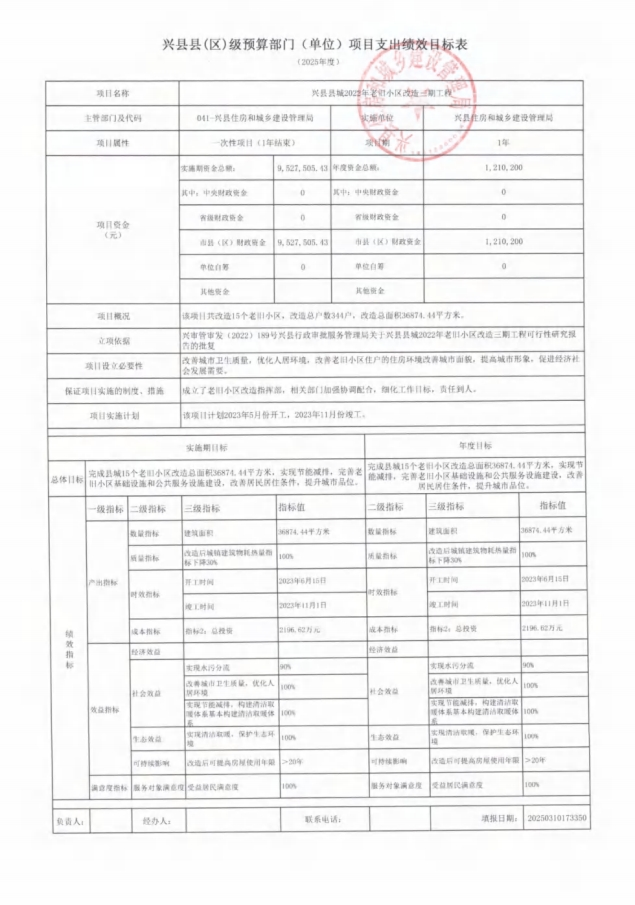 兴县县(区)级预算部门(单位)项目支出绩效目标表
(2025年度)
项目名称 兴县县城2022年老旧小区改造三期工程
主管部门及代码 041-兴县住房和城乡建设管理局 实施单位 兴县住房和城乡建设管理局
项目属性 一次性项目(1年结束) 项目期 1年
项目资金
(元)
实施期资金总额: 9,527,505.43 年度资金总额: 1,210,200
其中:中央财政资金 0 其中:中央财政资金 0
省级财政资金 0 省级财政资金 0
市县(区)财政资金 9,527,505.43 市县(区)财政资金 1,210,200
单位自筹 0 单位自筹 0
其他资金 其他资金
项目概况 该项目共改造15个老旧小区,改造总户数344户,改造总面积36874.44平方米。
立项依据 兴审管审发(2022)189号兴县行政审批服务管理局关于兴县县城2022年老旧小区改造三期工程可行性研究报
告的批复
项目设立必要性 改善城市卫生质量,优化人居环境,改善老旧小区住户的住房环境改善城市面貌,提高城市形象,促进经济社
会发展需要。
保证项目实施的制度、措施 成立了老旧小区改造指挥部,相关部门加强协调配合,细化工作目标,责任到人。
项目实施计划 该项目计划2023年5月份开工,2023年11月份竣工。
实施期目标 年度目标
总体目标 完成县城15个老旧小区改造总面积36874.44平方米,实现节能减排,完善老
旧小区基础设施和公共服务设施建设,改善居民居住条件,提升城市品位。
完成县城15个老旧小区改造总面积36874.44平方米,实现节
能减排,完善老旧小区基础设施和公共服务设施建设,改善
居民居住条件,提升城市品位。
绩效指标
一级指标 二级指标 三级指标 指标值 二级指标 三级指标 指标值
产出指标
数量指标 建筑面积 36874.44平方米 数量指标 建筑面积 36874.44平方米
质量指标 改造后城镇建筑物耗热量指
标下降30% 100% 质量指标 改造后城镇建筑物耗热量指
标下降30% 100%
时效指标 开工时间 2023年6月15日 时效指标 开工时间 2023年6月15日
竣工时间 2023年11月1日 竣工时间 2023年11月1日
成本指标 指标2:总投资 2196.62万元 成本指标 指标2:总投资 2196.62万元
效益指标
经济效益 经济效益
社会效益 实现水污分流 90% 社会效益 实现水污分流 90%
改善城市卫生质量,优化人
居环境 100% 改善城市卫生质量,优化人
居环境 100%
实现节能减排,构建清洁取
暖体系基本构建清洁取暖体
系 100% 实现节能减排,构建清洁取
暖体系基本构建清洁取暖体
系 100%
生态效益 实现清洁取暖,保护生态环
境 100% 生态效益 实现清洁取暖,保护生态环
境 100%
可持续影响 改造后可提高房屋使用年限 >20年 可持续影响 改造后可提高房屋使用年限 >20年
满意度指标 服务对象满意度 受益居民满意度 100% 服务对象满意度 受益居民满意度 100%
负责人: 经办人: 联系电话: 填报日期: 20250310173350